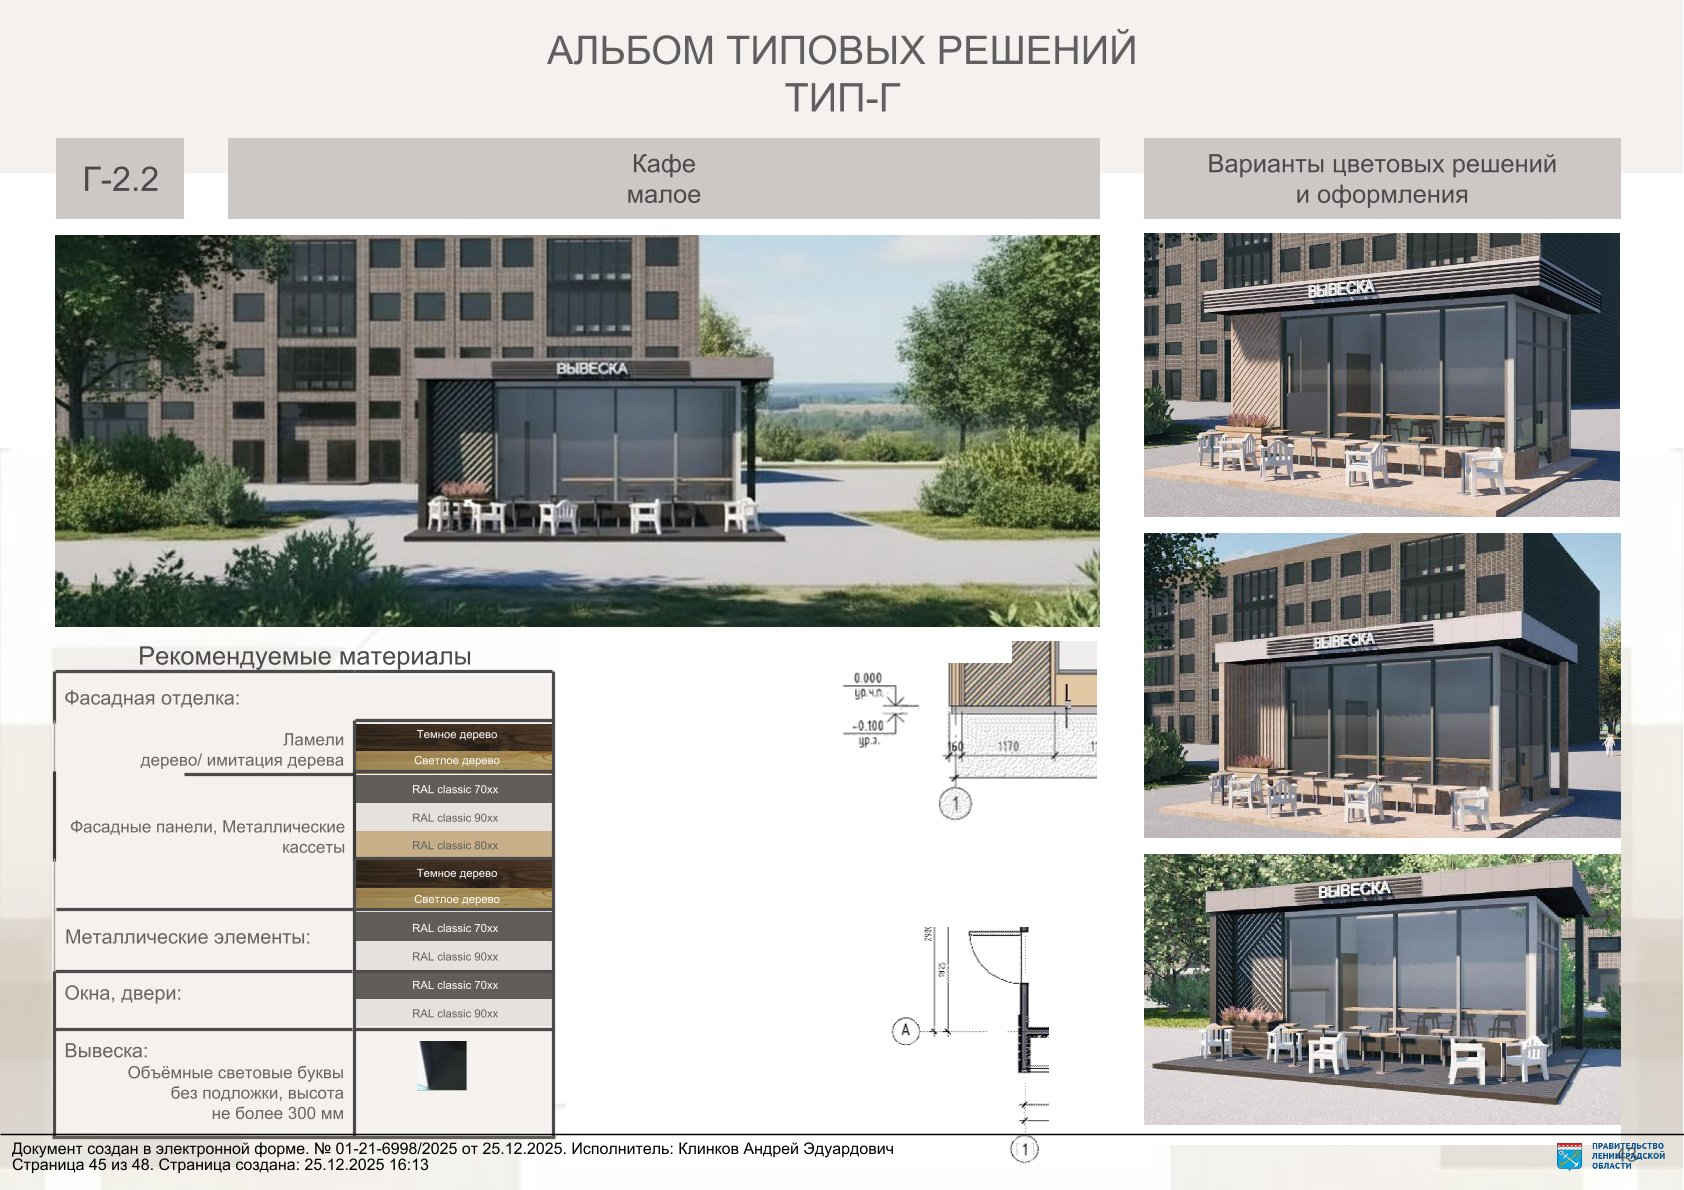 АЛЬБОМ ТИПОВЫХ РЕШЕНИЙ
ТИП-Г
Г-2.2
Кафе
малое
Варианты цветовых решений
и оформления
ВЫВЕСКА
ВЫВЕСКА
ВЫВЕСКА
ВЫВЕСКА
Рекомендуемые материалы
Фасадная отделка:
Ламели
дерево/ имитация дерева
Темное дерево
Светлое дерево
Фасадные панели, Металлические
кассеты
RAL classic 70xx
RAL classic 90xx
RAL classic 80xx
Темное дерево
Светлое дерево
Металлические элементы:
RAL classic 70xx
RAL classic 90xx
Окна, двери:
RAL classic 70xx
RAL classic 90xx
Вывеска:
Объёмные световые буквы
без подложки, высота
не более 300 мм
0.000
ур.ч.п.
-0.100
ур.з.
160
1170
1
А
1
Документ создан в электронной форме. № 01-21-6998/2025 от 25.12.2025. Исполнитель: Клинков Андрей Эдуардович
Страница 45 из 48. Страница создана: 25.12.2025 16:13
ПРАВИТЕЛЬСТВО
ЛЕНИНГРАДСКОЙ
ОБЛАСТИ